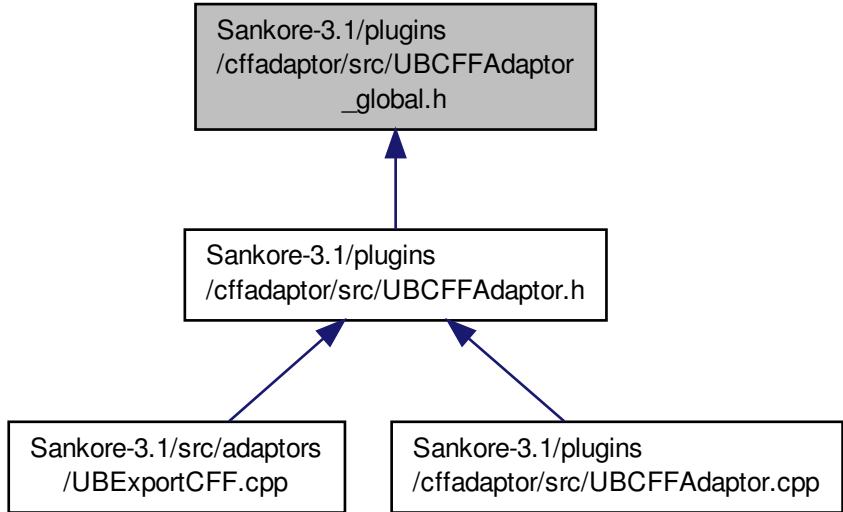 Sankore-3.1/plugins
/cffadaptor/src/UBCFFAdaptor
_global.h
Sankore-3.1/plugins
/cffadaptor/src/UBCFFAdaptor.h
Sankore-3.1/src/adaptors
/UBExportCFF.cpp
Sankore-3.1/plugins
/cffadaptor/src/UBCFFAdaptor.cpp